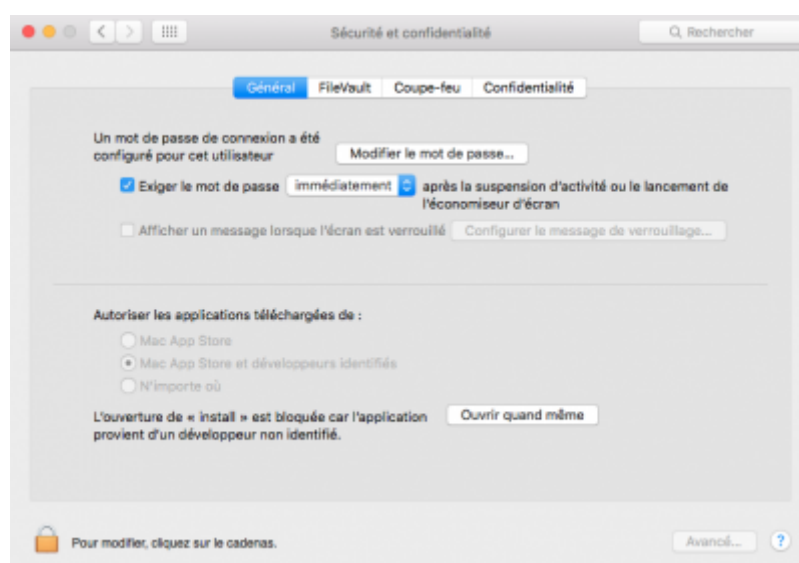 Sécurité et confidentialité
Rechercher
Général FileVault Coupe-feu Confidentialité
Un mot de passe de connexion a été
configuré pour cet utilisateur
Modifier le mot de passe...
Exiger le mot de passe immédiatement après la suspension d'activité ou le lancement de
l'économiseur d'écran
Afficher un message lorsque l'écran est verrouillé Configurer le message de verrouillage...
Autoriser les applications téléchargées de :
Mac App Store
Mac App Store et développeurs identifiés
N'importe où
L'ouverture de « install » est bloquée car l'application
provient d'un développeur non identifié.
Ouvrir quand même
Pour modifier, cliquez sur le cadenas.
Avancé... ?